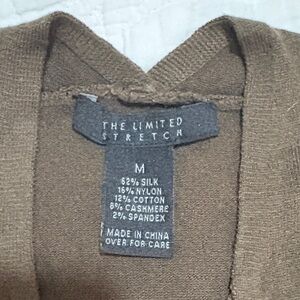 THE LIMITED
STRETCH
M
62% SILK
16% NYLON
12% COTTON
8% CASHMERE
2% SPANDEX
MADE IN CHINA
OVER FOR CARE